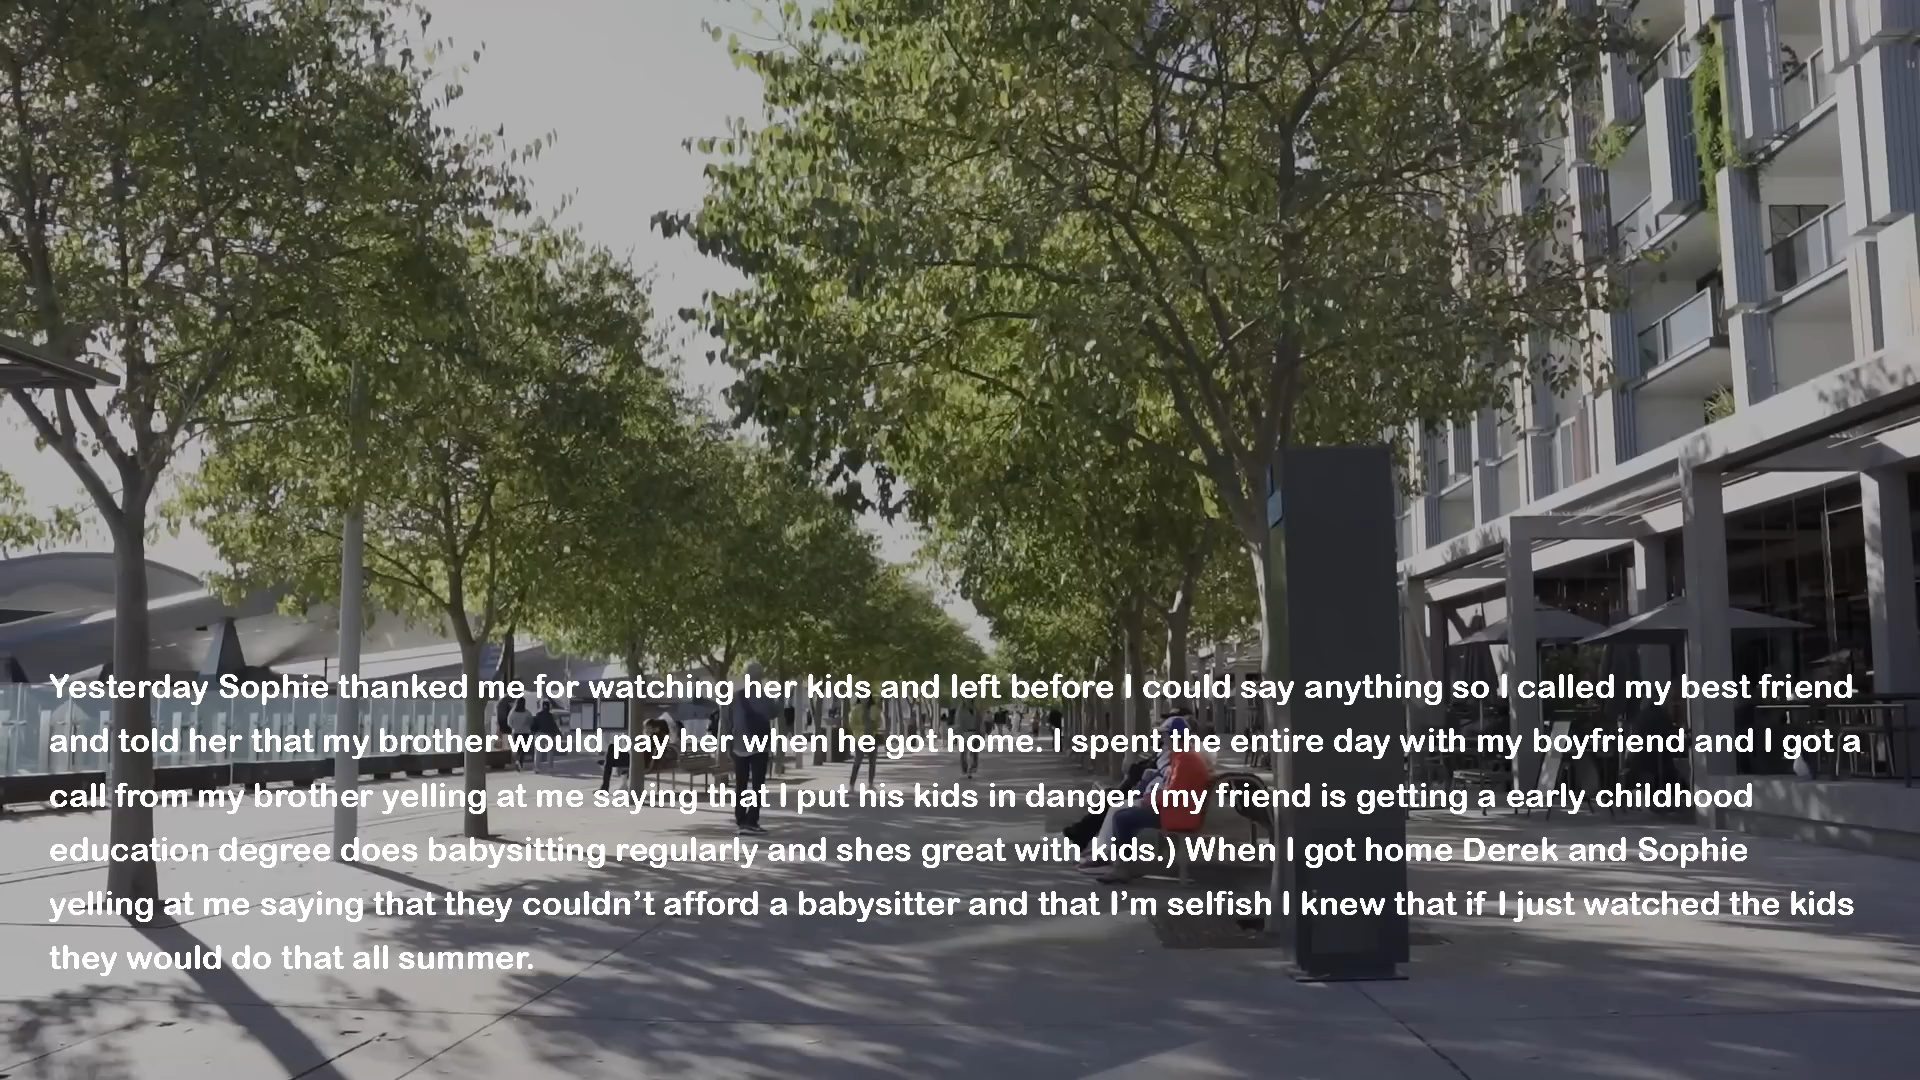 Yesterday Sophie thanked me for watching her kids and left before I could say anything so I called my best friend
and told her that my brother would pay her when he got home. I spent the entire day with my boyfriend and I got a
call from my brother yelling at me saying that I put his kids in danger (my friend is getting a early childhood
education degree does babysitting regularly and shes great with kids.) When I got home Derek and Sophie
yelling at me saying that they couldn’t afford a babysitter and that I’m selfish I knew that if I just watched the kids
they would do that all summer.